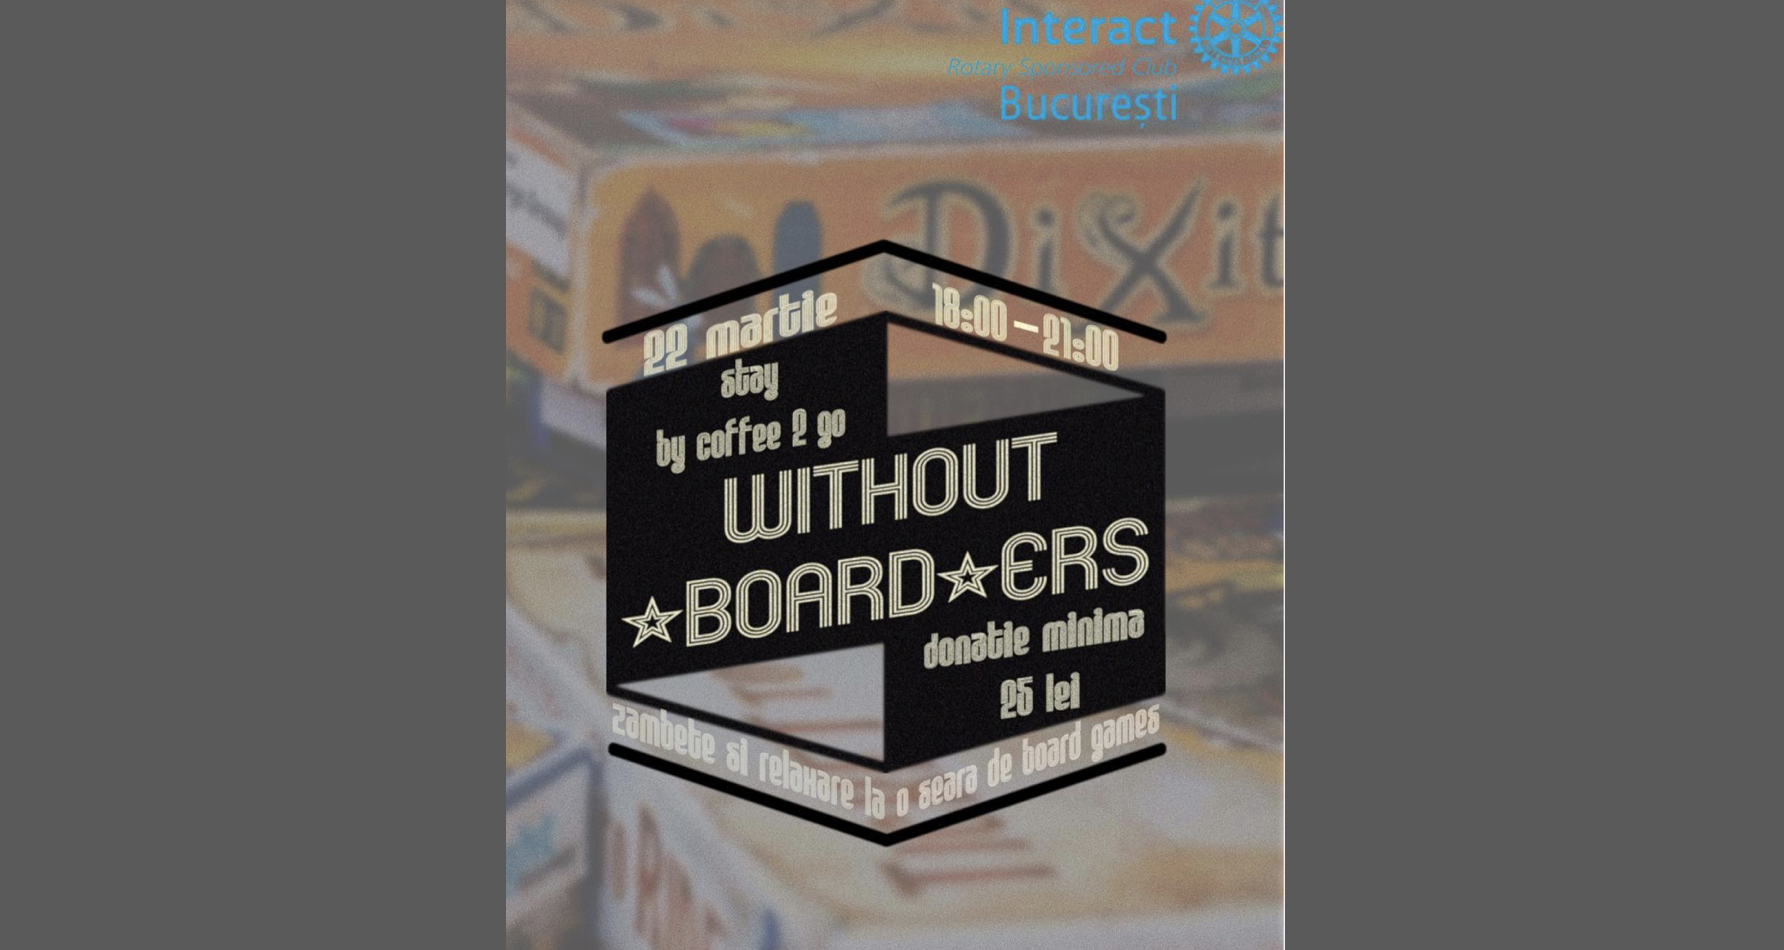 Interact
Rotary Sponsored Club
București
DiXit
22 martie
18:00 - 21:00
stay
by coffee 2 go
WITHOUT
☆BOARD☆ERS
donatie minima
25 lei
Zambete si relaxare la o seara de board games